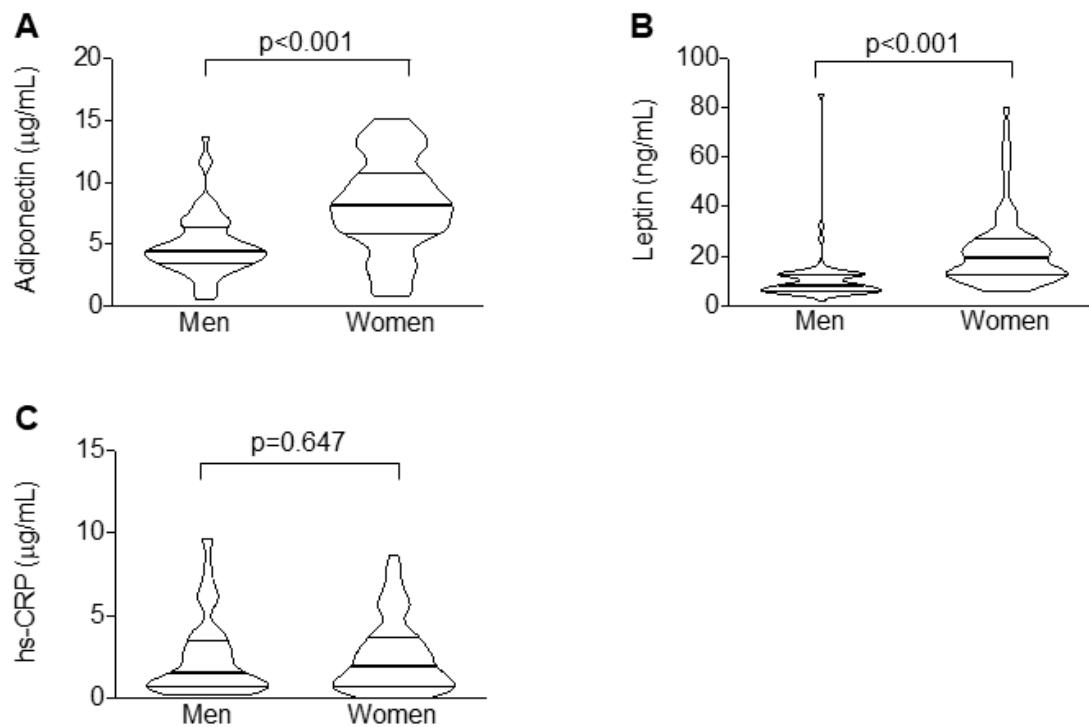 A
p<0.001
Adiponectin (μg/mL)
20
15
10
5
0
Men Women
B
p<0.001
Leptin (ng/mL)
100
80
60
40
20
0
Men Women
C
p=0.647
hs-CRP (μg/mL)
15
10
5
0
Men Women